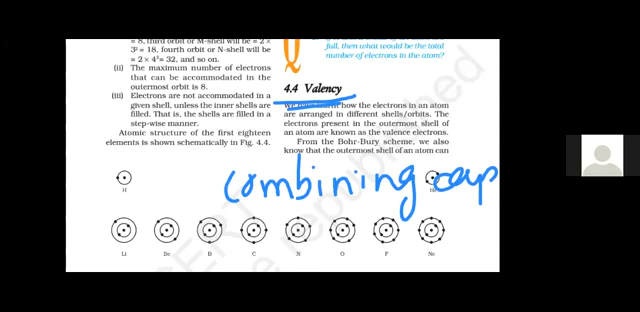 = 8, third orbit or M-shell will be = 2 ×
3² = 18, fourth orbit or N-shell will be
= 2 × 4² = 32, and so on.
(ii) The maximum number of electrons
that can be accommodated in the
outermost orbit is 8.
(iii) Electrons are not accommodated in a
given shell, unless the inner shells are
filled. That is, the shells are filled in a
step-wise manner.
Atomic structure of the first eighteen
elements is shown schematically in Fig. 4.4.
Q
full, then what would be the total
number of electrons in the atom?
4.4 Valency
how the electrons in an atom
are arranged in different shells/orbits. The
electrons present in the outermost shell of
an atom are known as the valence electrons.
From the Bohr-Bury scheme, we also
know that the outermost shell of an atom can
combining cap
H
Li Be B C N O F Ne
republished